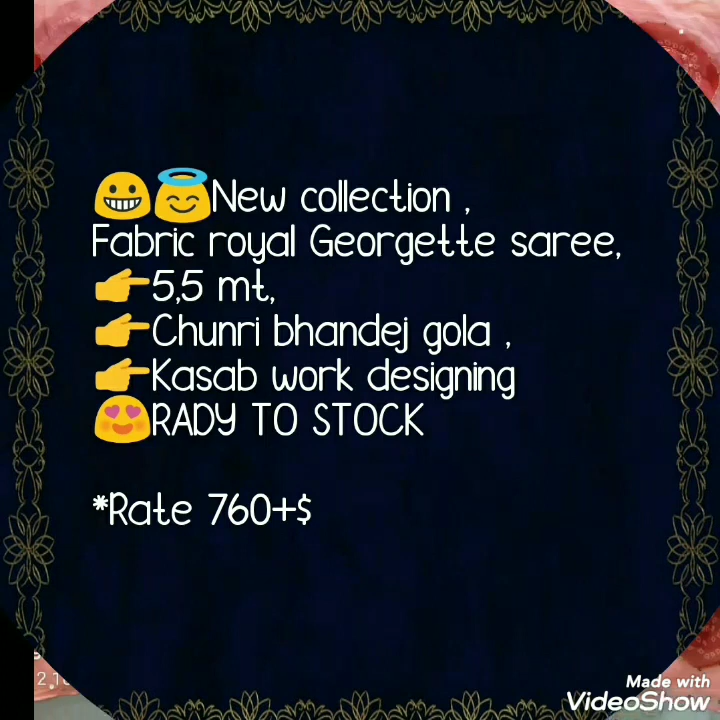 😀😇New collection ,
Fabric royal Georgette saree,
👉5,5 mt,
👉Chunri bhandej gola ,
👉Kasab work designing
😍RADY TO STOCK
*Rate 760+$
Made with
VideoShow